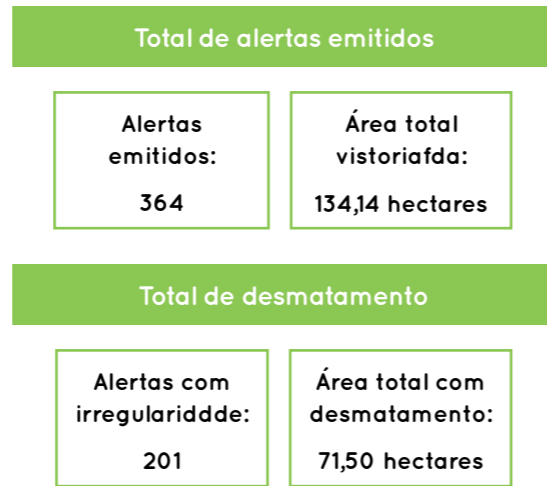 Total de alertas emitidos
Alertas
emitidos:
364
Área total
vistoriafda:
134,14 hectares
Total de desmatamento
Alertas com
irregulariddde:
201
Área total com
desmatamento:
71,50 hectares